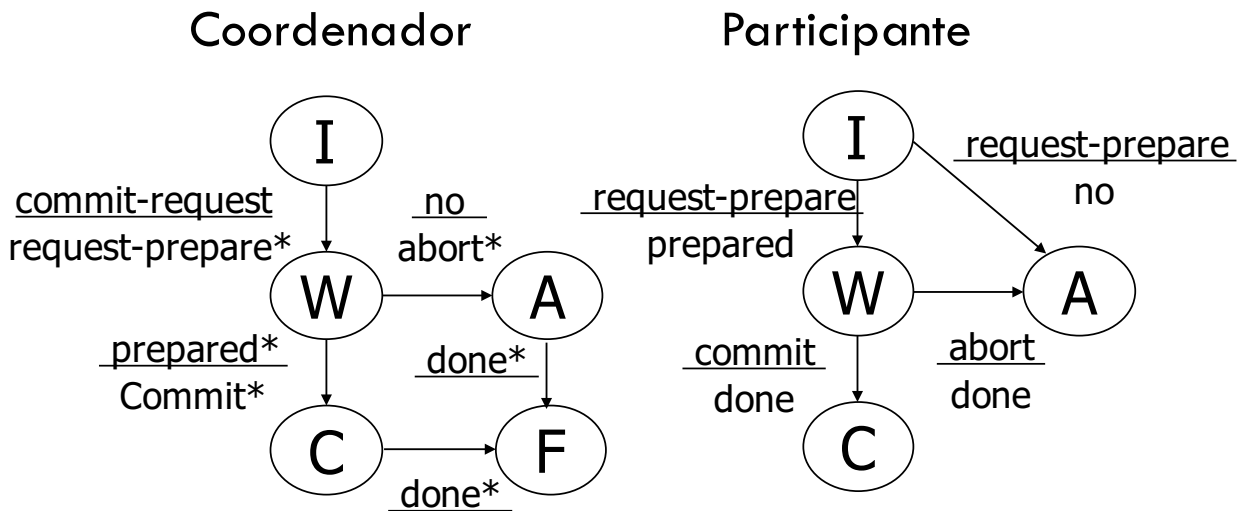 Coordenador
I
commit-request
request-prepare*
no
abort*
W
A
prepared*
Commit*
done*
C
F
done*
Participante
I
request-prepare
no
request-prepare
prepared
W
A
commit
done
abort
done
C